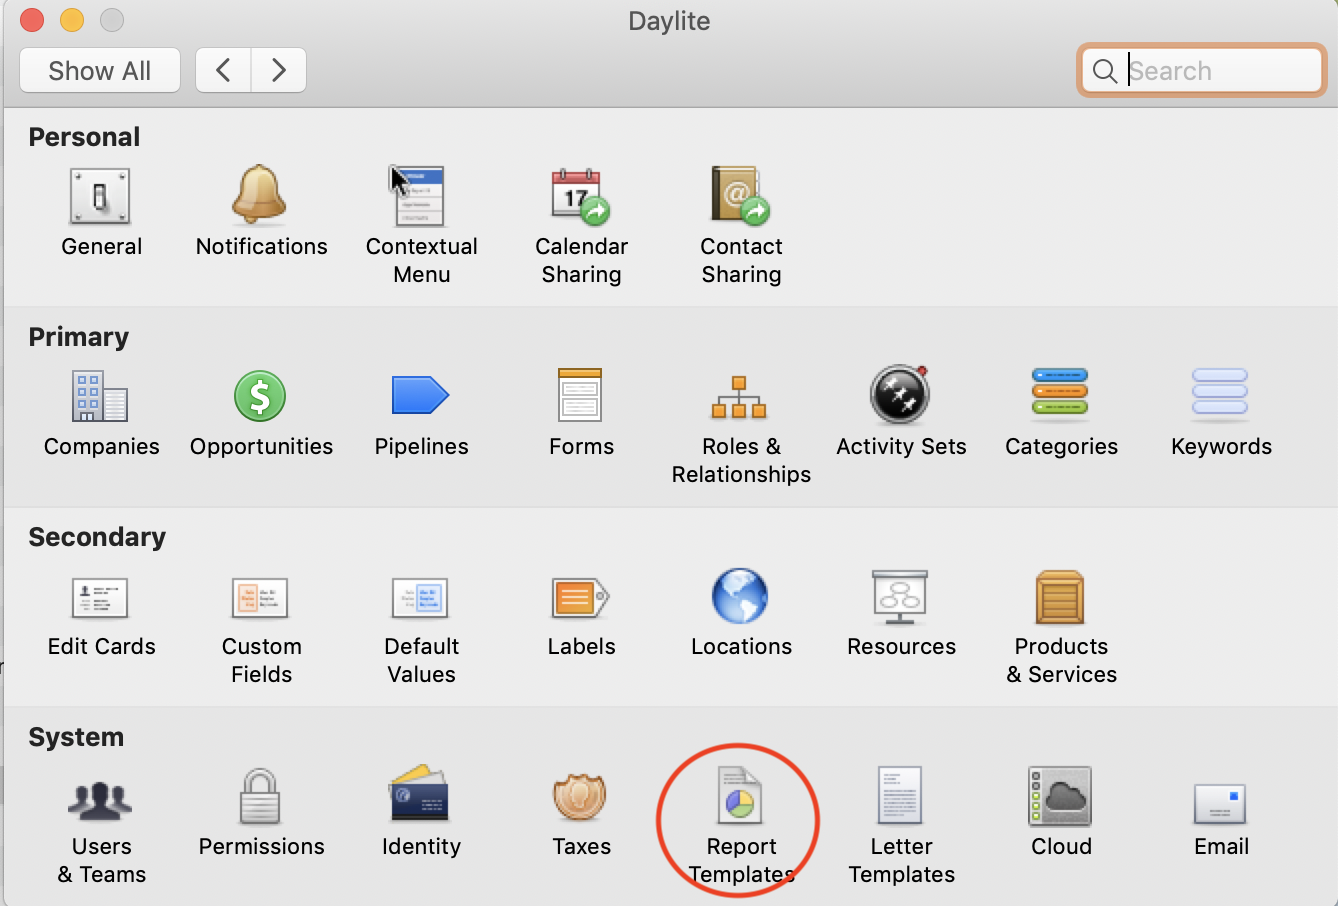 Daylite
Show All
Search
Personal
General
Notifications
Contextual
Menu
17
Calendar
Sharing
@
Contact
Sharing
Primary
Companies
$
Opportunities
Pipelines
Forms
Roles &
Relationships
Activity Sets
Categories
Keywords
Secondary
Edit Cards
Custom
Fields
Default
Values
Labels
Locations
Resources
Products
& Services
System
Users
& Teams
Permissions
Identity
Taxes
Report
Templates
Letter
Templates
Cloud
Email